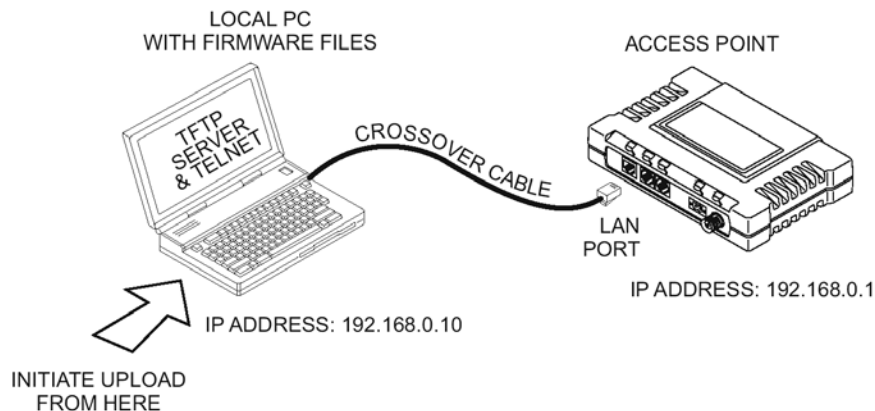 LOCAL PC
WITH FIRMWARE FILES
ACCESS POINT
TFTP
SERVER
& TELNET
CROSSOVER CABLE
LAN
PORT
IP ADDRESS: 192.168.0.1
IP ADDRESS: 192.168.0.10
INITIATE UPLOAD
FROM HERE